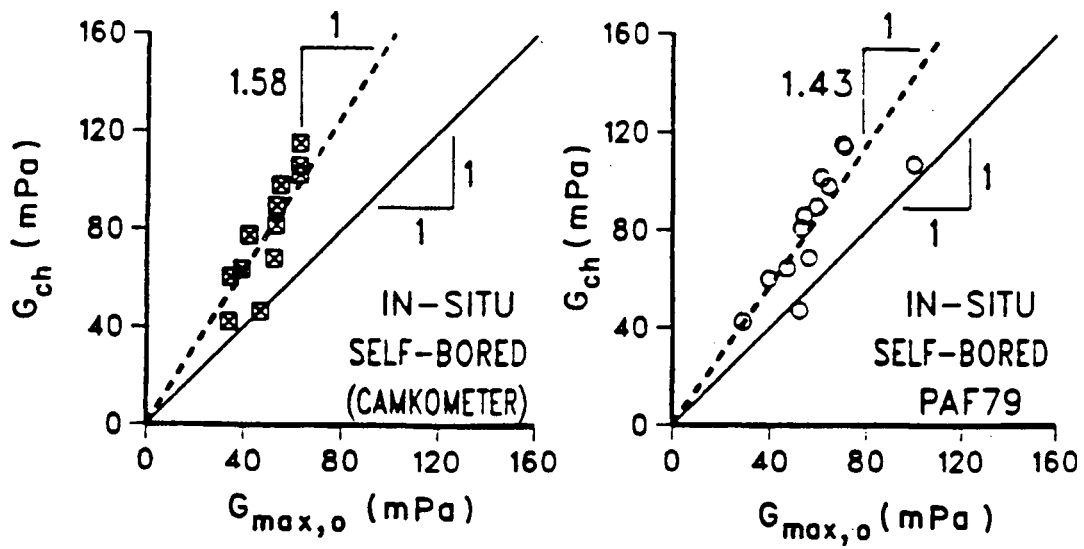 160
120
80
40
0
G_ch (mPa)
1
1.58
1
1
IN-SITU
SELF-BORED
(CAMKOMETER)
0 40 80 120 160
G_max,o (mPa)
160
120
80
40
0
G_ch (mPa)
1
1.43
1
1
IN-SITU
SELF-BORED
PAF79
0 40 80 120 160
G_max,o (mPa)